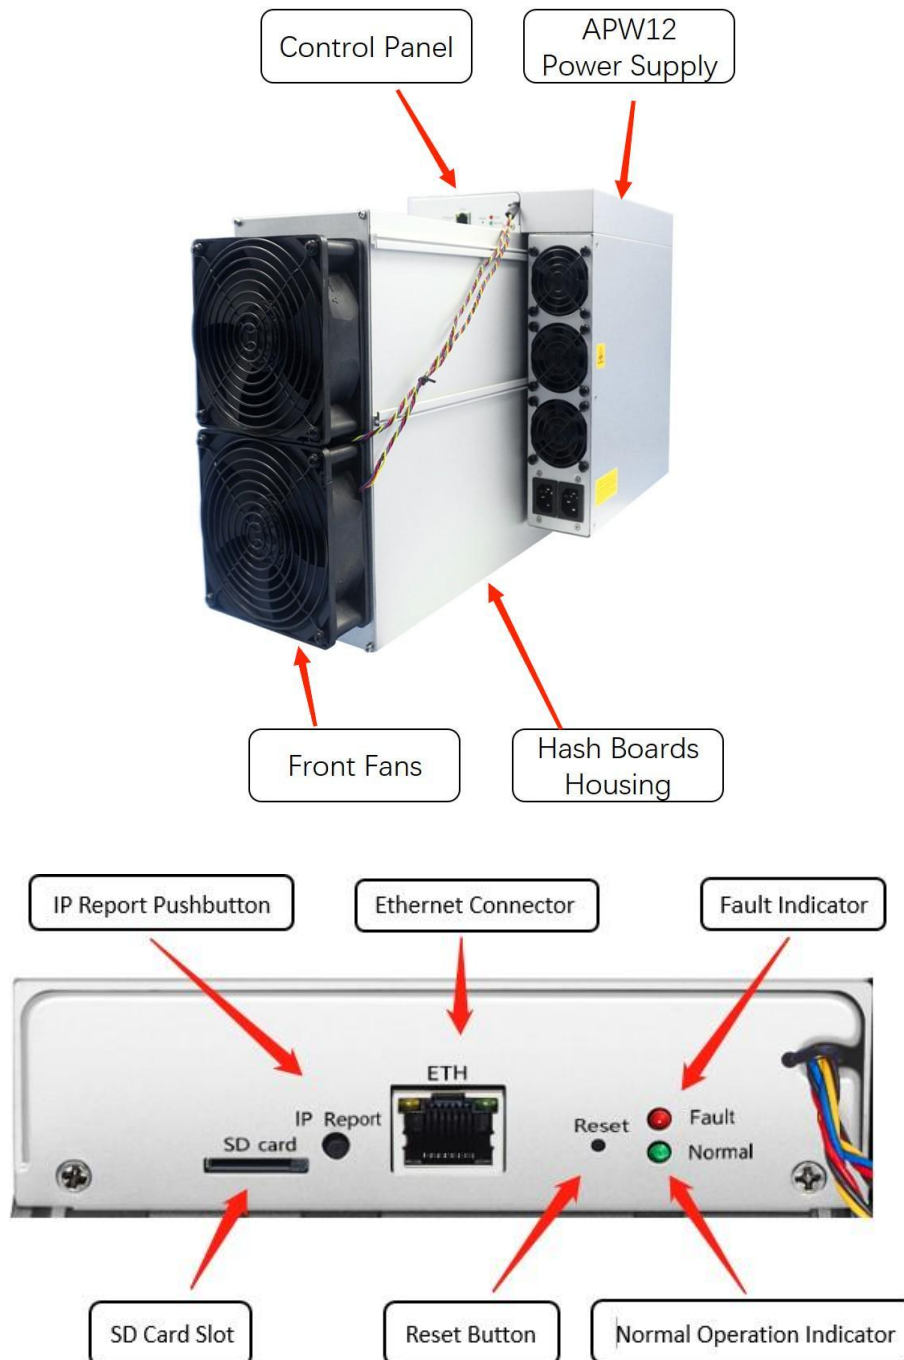 Control Panel
APW12
Power Supply
Front Fans
Hash Boards
Housing
IP Report Pushbutton
Ethernet Connector
Fault Indicator
ETH
IP Report
SD card
Reset
Fault
Normal
SD Card Slot
Reset Button
Normal Operation Indicator